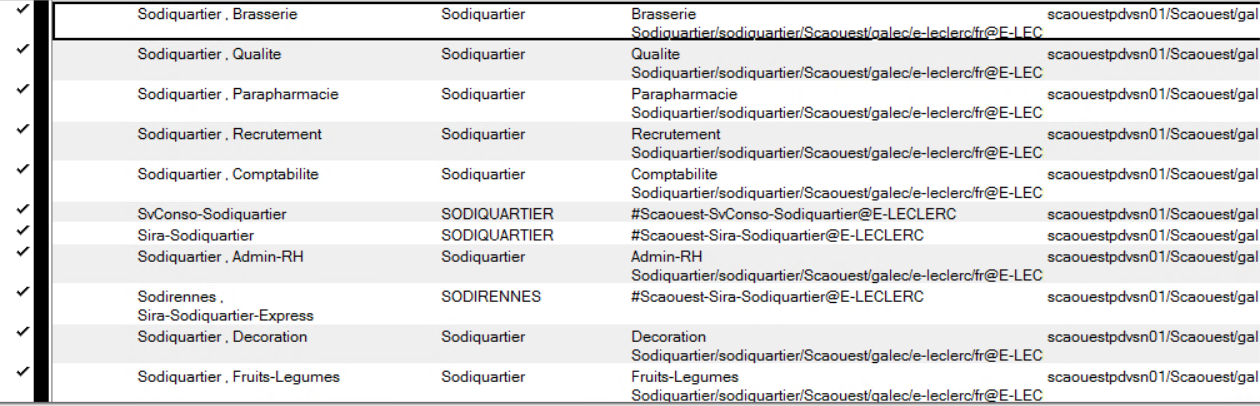 Sodiquartier , Brasserie Sodiquartier Brasserie scaouestpdvsn01/Scaouest/gal
Sodiquartier/sodiquartier/Scaouest/galec/e-leclerc/fr@E-LEC
Sodiquartier , Qualite Sodiquartier Qualite scaouestpdvsn01/Scaouest/gal
Sodiquartier/sodiquartier/Scaouest/galec/e-leclerc/fr@E-LEC
Sodiquartier , Parapharmacie Sodiquartier Parapharmacie scaouestpdvsn01/Scaouest/gal
Sodiquartier/sodiquartier/Scaouest/galec/e-leclerc/fr@E-LEC
Sodiquartier , Recrutement Sodiquartier Recrutement scaouestpdvsn01/Scaouest/gal
Sodiquartier/sodiquartier/Scaouest/galec/e-leclerc/fr@E-LEC
Sodiquartier , Comptabilite Sodiquartier Comptabilite scaouestpdvsn01/Scaouest/gal
Sodiquartier/sodiquartier/Scaouest/galec/e-leclerc/fr@E-LEC
SvConso-Sodiquartier SODIQUARTIER #Scaouest-SvConso-Sodiquartier@E-LECLERC scaouestpdvsn01/Scaouest/gal
Sira-Sodiquartier SODIQUARTIER #Scaouest-Sira-Sodiquartier@E-LECLERC scaouestpdvsn01/Scaouest/gal
Sodiquartier , Admin-RH Sodiquartier Admin-RH scaouestpdvsn01/Scaouest/gal
Sodiquartier/sodiquartier/Scaouest/galec/e-leclerc/fr@E-LEC
Sodirennes , SODIRENNES #Scaouest-Sira-Sodiquartier@E-LECLERC scaouestpdvsn01/Scaouest/gal
Sira-Sodiquartier-Express
Sodiquartier , Decoration Sodiquartier Decoration scaouestpdvsn01/Scaouest/gal
Sodiquartier/sodiquartier/Scaouest/galec/e-leclerc/fr@E-LEC
Sodiquartier , Fruits-Legumes Sodiquartier Fruits-Legumes scaouestpdvsn01/Scaouest/gal
Sodiquartier/sodiquartier/Scaouest/galec/e-leclerc/fr@E-LEC